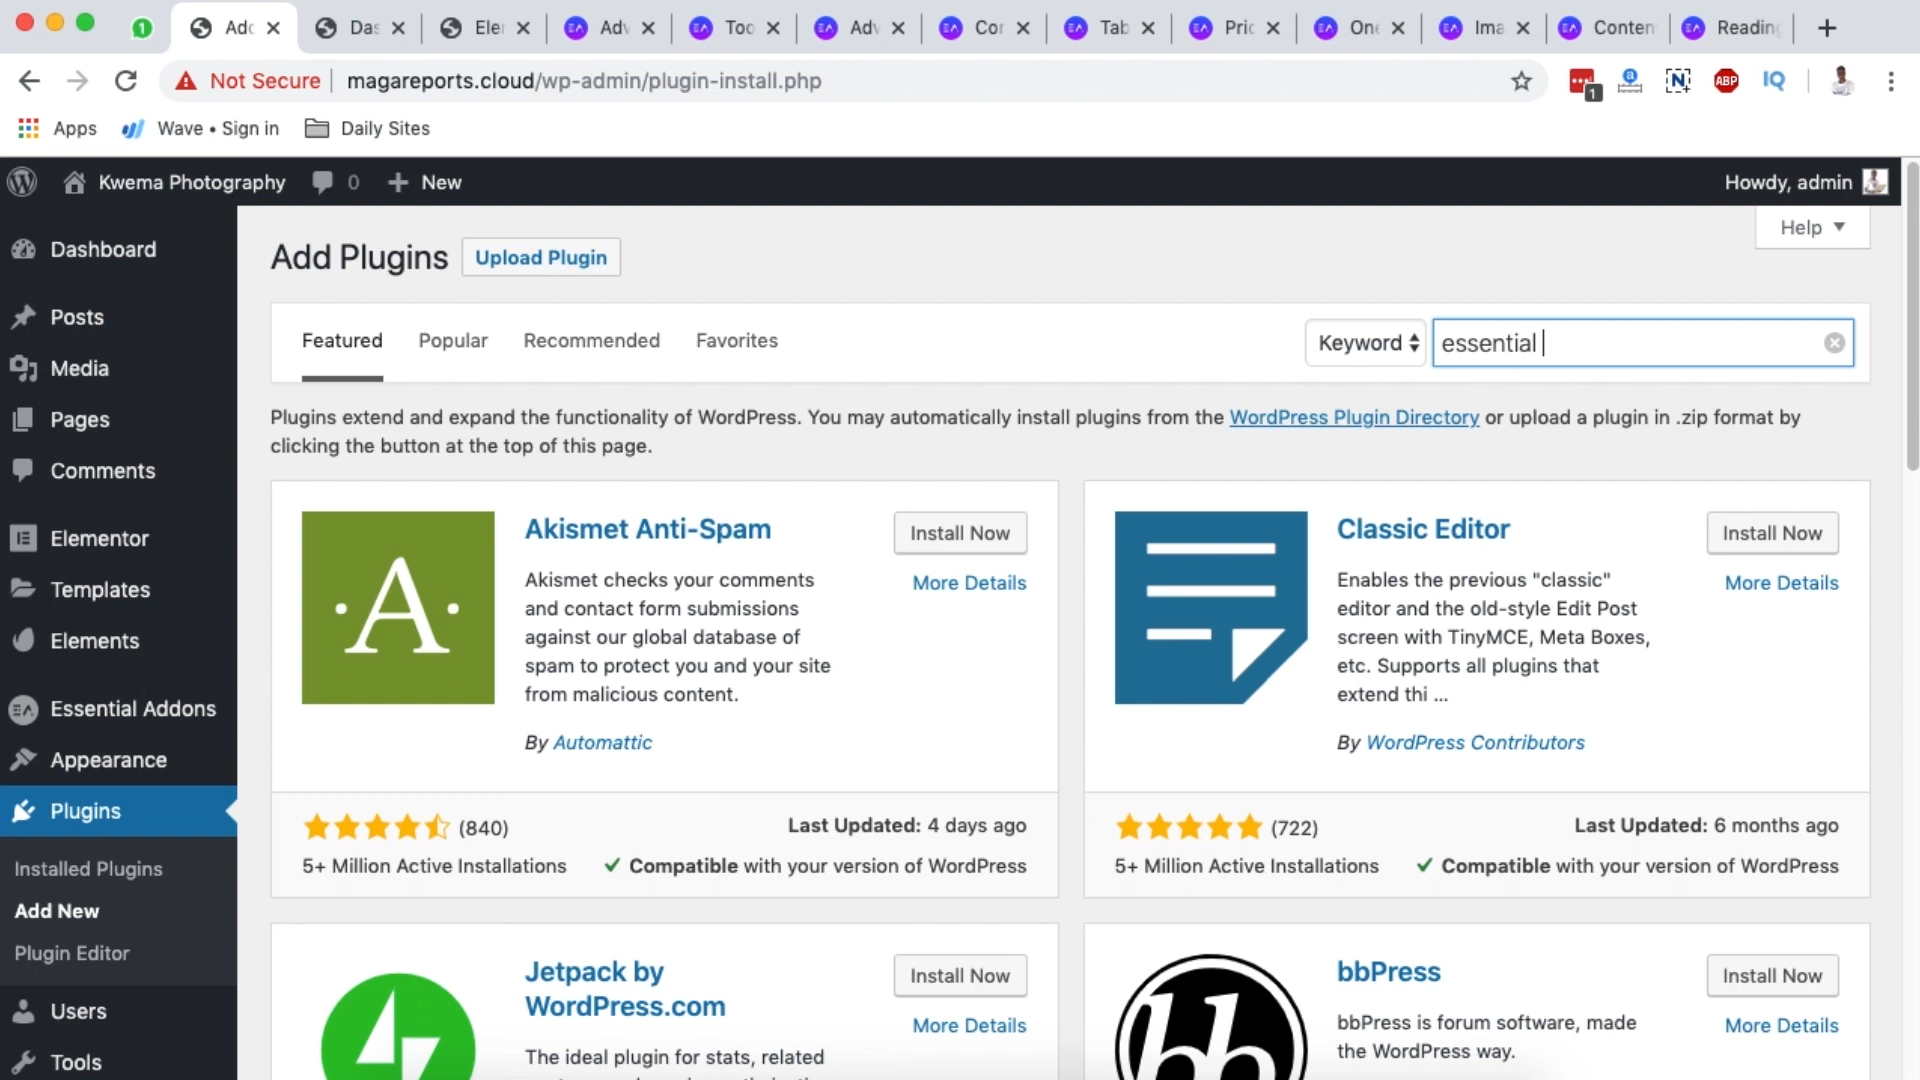 1
Adc
Das
Eler
Adv
Too
Adv
Cor
Tab
Pric
One
Ima
Conten
Reading
Not Secure
magareports.cloud/wp-admin/plugin-install.php
1
ABP
IQ
Apps
Wave • Sign in
Daily Sites
Kwema Photography
0
New
Howdy, admin
Dashboard
Posts
Media
Pages
Comments
Elementor
Templates
Elements
Essential Addons
Appearance
Plugins
Installed Plugins
Add New
Plugin Editor
Users
Tools
Help
Add Plugins
Upload Plugin
Featured
Popular
Recommended
Favorites
Keyword
essential
Plugins extend and expand the functionality of WordPress. You may automatically install plugins from the WordPress Plugin Directory or upload a plugin in .zip format by
clicking the button at the top of this page.
A
Akismet Anti-Spam
Install Now
More Details
Akismet checks your comments
and contact form submissions
against our global database of
spam to protect you and your site
from malicious content.
By Automattic
(840)
Last Updated: 4 days ago
5+ Million Active Installations
Compatible with your version of WordPress
Classic Editor
Install Now
More Details
Enables the previous "classic"
editor and the old-style Edit Post
screen with TinyMCE, Meta Boxes,
etc. Supports all plugins that
extend thi ...
By WordPress Contributors
(722)
Last Updated: 6 months ago
5+ Million Active Installations
Compatible with your version of WordPress
Jetpack by
WordPress.com
Install Now
More Details
The ideal plugin for stats, related
bb
bbPress
Install Now
More Details
bbPress is forum software, made
the WordPress way.